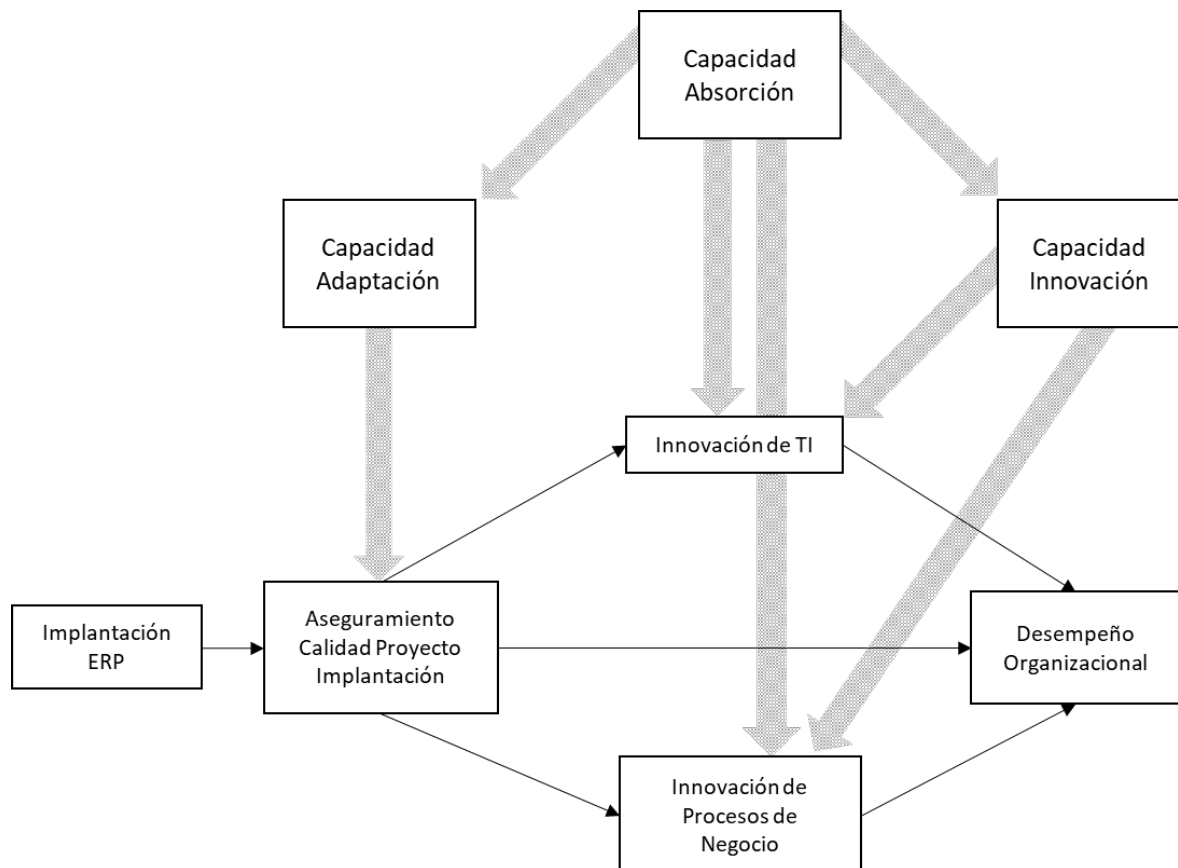 Capacidad
Absorción
Capacidad
Adaptación
Capacidad
Innovación
Innovación de TI
Implantación
ERP
Aseguramiento
Calidad Proyecto
Implantación
Desempeño
Organizacional
Innovación de
Procesos de
Negocio